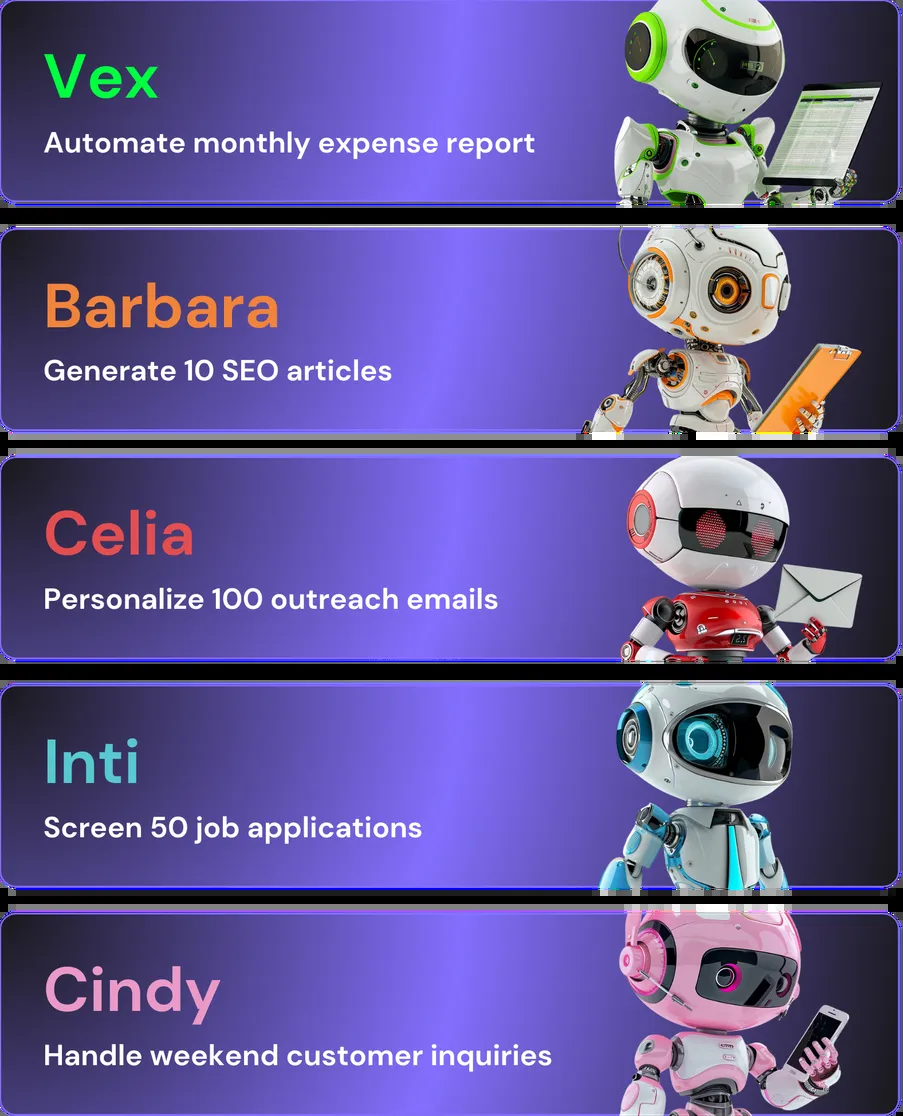 Vex
Automate monthly expense report
Barbara
Generate 10 SEO articles
Celia
Personalize 100 outreach emails
Inti
Screen 50 job applications
Cindy
Handle weekend customer inquiries